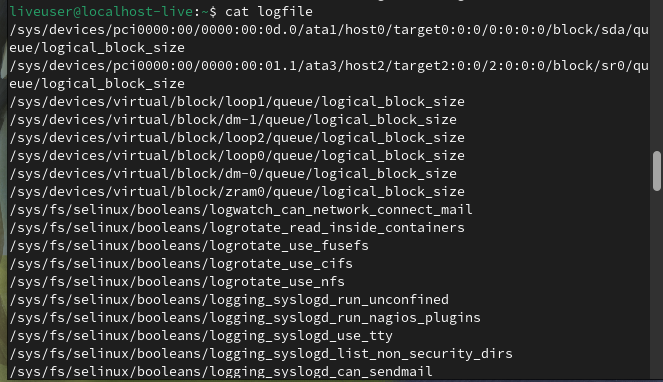 liveuser@localhost-live:~$ cat logfile
/sys/devices/pci0000:00/0000:00:0d.0/ata1/host0/target0:0:0/0:0:0:0/block/sda/qu
eue/logical_block_size
/sys/devices/pci0000:00/0000:00:01.1/ata3/host2/target2:0:0/2:0:0:0/block/sr0/qu
eue/logical_block_size
/sys/devices/virtual/block/loop1/queue/logical_block_size
/sys/devices/virtual/block/dm-1/queue/logical_block_size
/sys/devices/virtual/block/loop2/queue/logical_block_size
/sys/devices/virtual/block/loop0/queue/logical_block_size
/sys/devices/virtual/block/dm-0/queue/logical_block_size
/sys/devices/virtual/block/zram0/queue/logical_block_size
/sys/fs/selinux/booleans/logwatch_can_network_connect_mail
/sys/fs/selinux/booleans/logrotate_read_inside_containers
/sys/fs/selinux/booleans/logrotate_use_fusefs
/sys/fs/selinux/booleans/logrotate_use_cifs
/sys/fs/selinux/booleans/logrotate_use_nfs
/sys/fs/selinux/booleans/logging_syslogd_run_unconfined
/sys/fs/selinux/booleans/logging_syslogd_run_nagios_plugins
/sys/fs/selinux/booleans/logging_syslogd_use_tty
/sys/fs/selinux/booleans/logging_syslogd_list_non_security_dirs
/sys/fs/selinux/booleans/logging_syslogd_can_sendmail